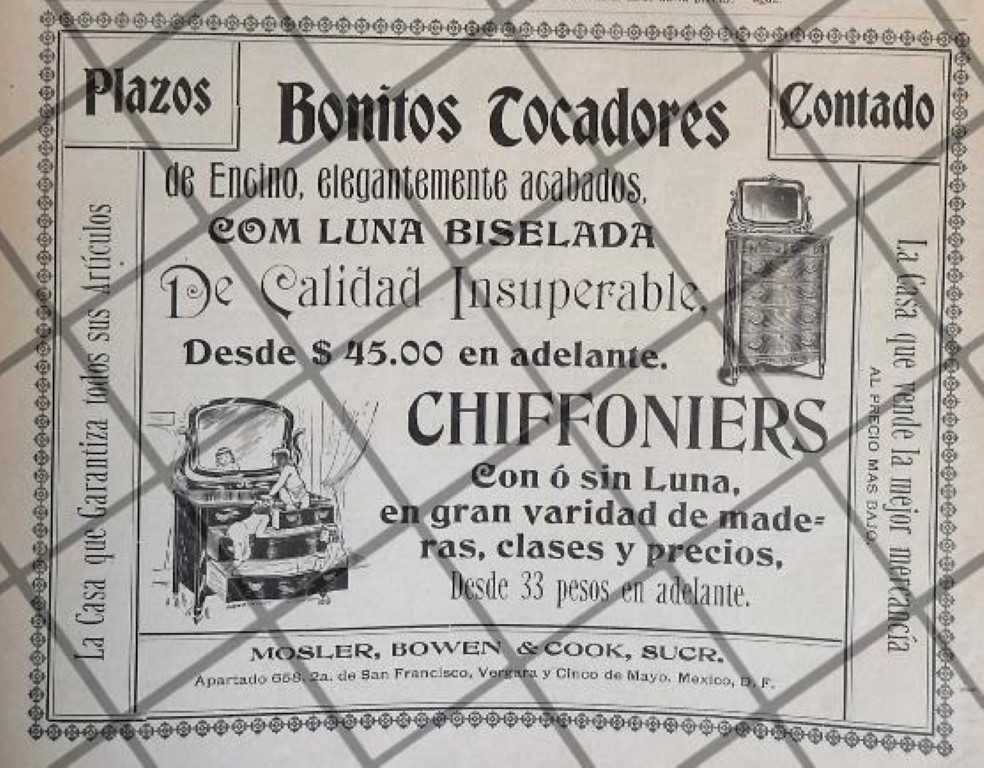 Plazos
Bonitos Tocadores
Contado
de Encino, elegantemente acabados,
COM LUNA BISELADA
De Calidad Insuperable,
Desde $ 45.00 en adelante.
CHIFFONIERS
Con ó sin Luna,
en gran varidad de made=
ras, clases y precios,
Desde 33 pesos en adelante.
La Casa que Garantiza todos sus Artículos
La Casa que vende la mejor mercancía
AL PRECIO MAS BAJO.
MOSLER, BOWEN & COOK, SUCR.
Apartado 658. 2a. de San Francisco, Vergara y Cinco de Mayo. Mexico, D. F.